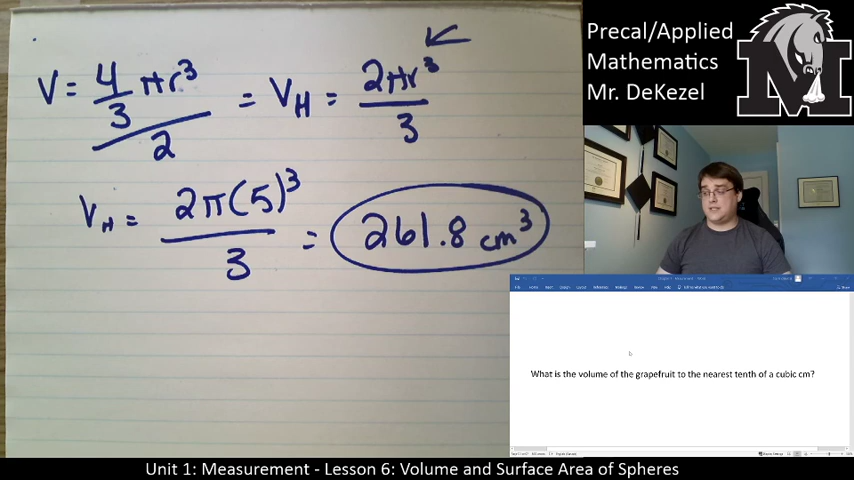 V = 4/3 πr³ / 2 = V_H = 2πr³ / 3
V_H = 2π(5)³ / 3 = 261.8 cm³
Precal/Applied
Mathematics
Mr. DeKezel
M
What is the volume of the grapefruit to the nearest tenth of a cubic cm?
Unit 1: Measurement - Lesson 6: Volume and Surface Area of Spheres